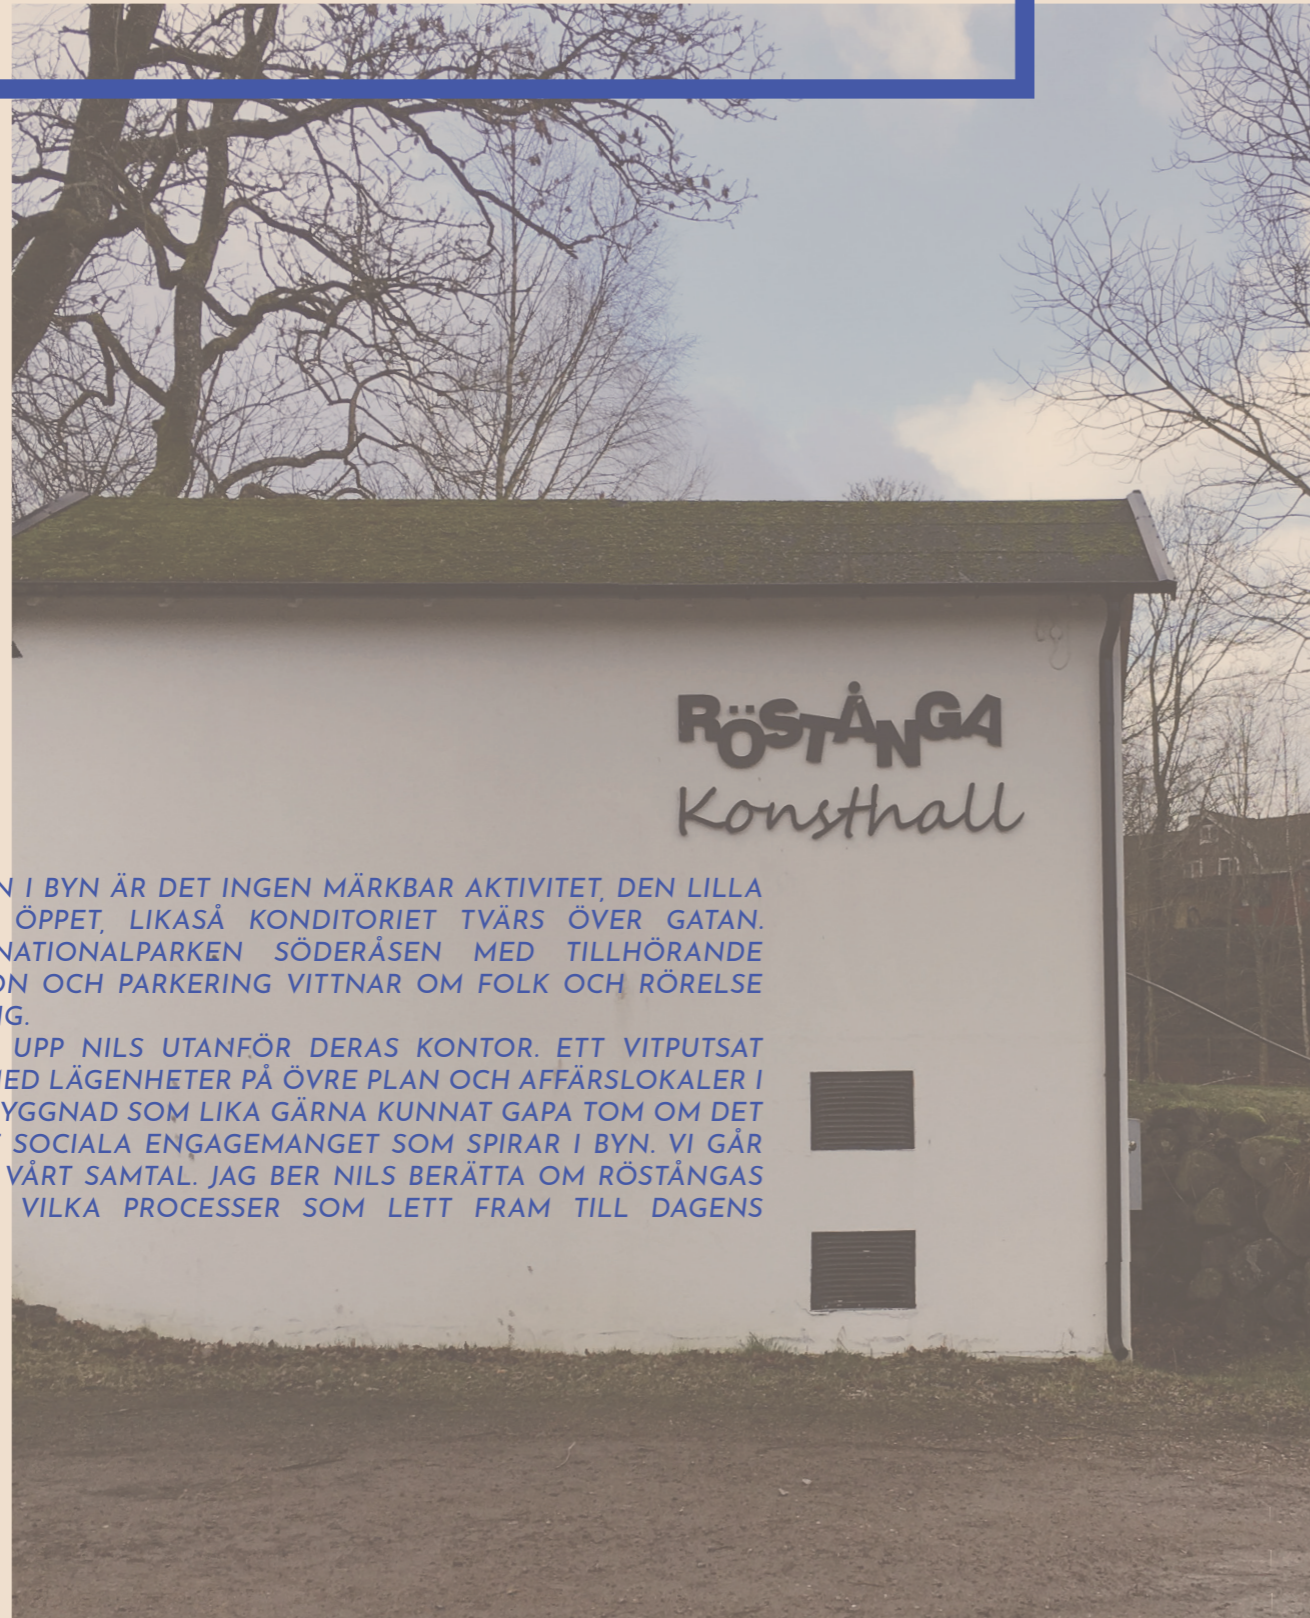 RÖSTÅNGA
Konsthall
N I BYN ÄR DET INGEN MÄRKBAR AKTIVITET, DEN LILLA
ÖPPET, LIKASÅ KONDITORIET TVÄRS ÖVER GATAN.
NATIONALPARKEN SÖDERÅSEN MED TILLHÖRANDE
ON OCH PARKERING VITTNAR OM FOLK OCH RÖRELSE
IG.
UPP NILS UTANFÖR DERAS KONTOR. ETT VITPUTSAT
MED LÄGENHETER PÅ ÖVRE PLAN OCH AFFÄRSLOKALER I
YGGNAD SOM LIKA GÄRNA KUNNAT GAPA TOM OM DET
SOCIALA ENGAGEMANGET SOM SPIRAR I BYN. VI GÅR
VÅRT SAMTAL. JAG BER NILS BERÄTTA OM RÖSTÅNGAS
VILKA PROCESSER SOM LETT FRAM TILL DAGENS